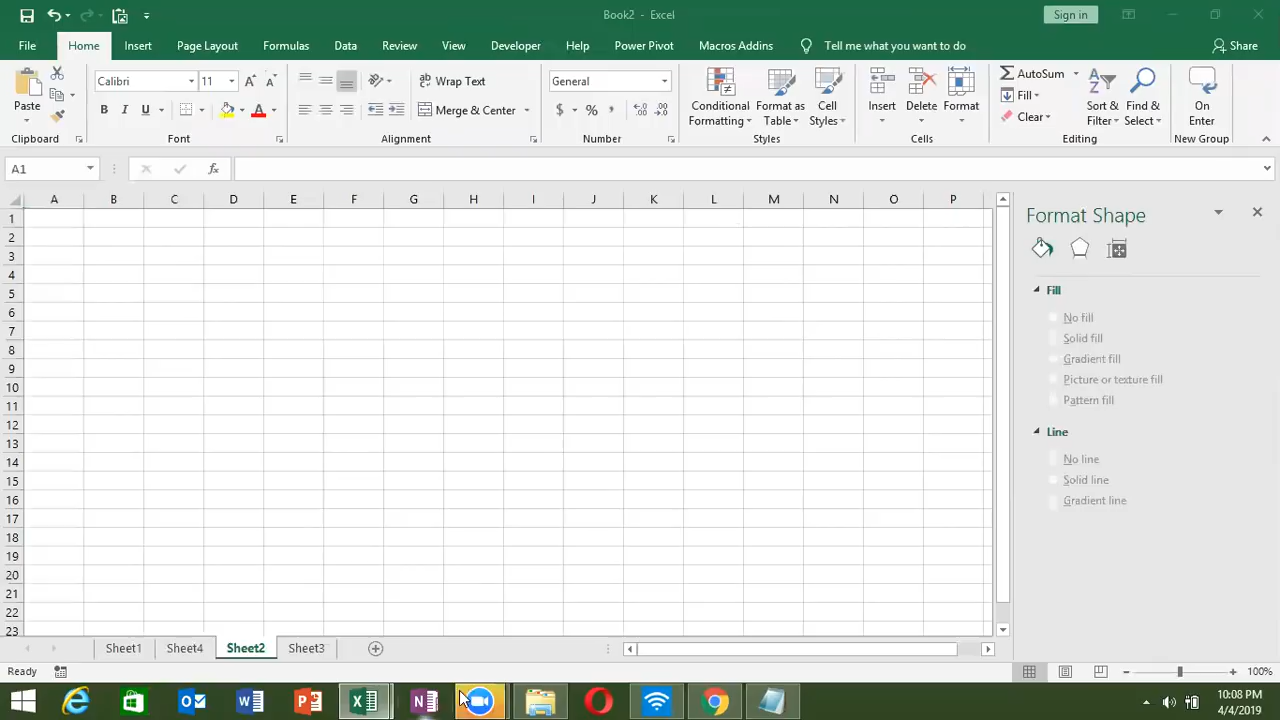 Book2 - Excel
Sign in
File Home Insert Page Layout Formulas Data Review View Developer Help Power Pivot Macros Addins Tell me what you want to do Share
Paste
Calibri 11
B I U
A A
Wrap Text
Merge & Center
General
$ % ,
Conditional Formatting
Format as Table
Cell Styles
Insert
Delete
Format
AutoSum
Fill
Clear
Sort & Filter
Find & Select
On Enter
Clipboard Font Alignment Number Styles Cells Editing New Group
A1 fx
A B C D E F G H I J K L M N O P
1
2
3
4
5
6
7
8
9
10
11
12
13
14
15
16
17
18
19
20
21
22
23
Format Shape
Fill
No fill
Solid fill
Gradient fill
Picture or texture fill
Pattern fill
Line
No line
Solid line
Gradient line
Sheet1 Sheet4 Sheet2 Sheet3
Ready 100%
10:08 PM
4/4/2019